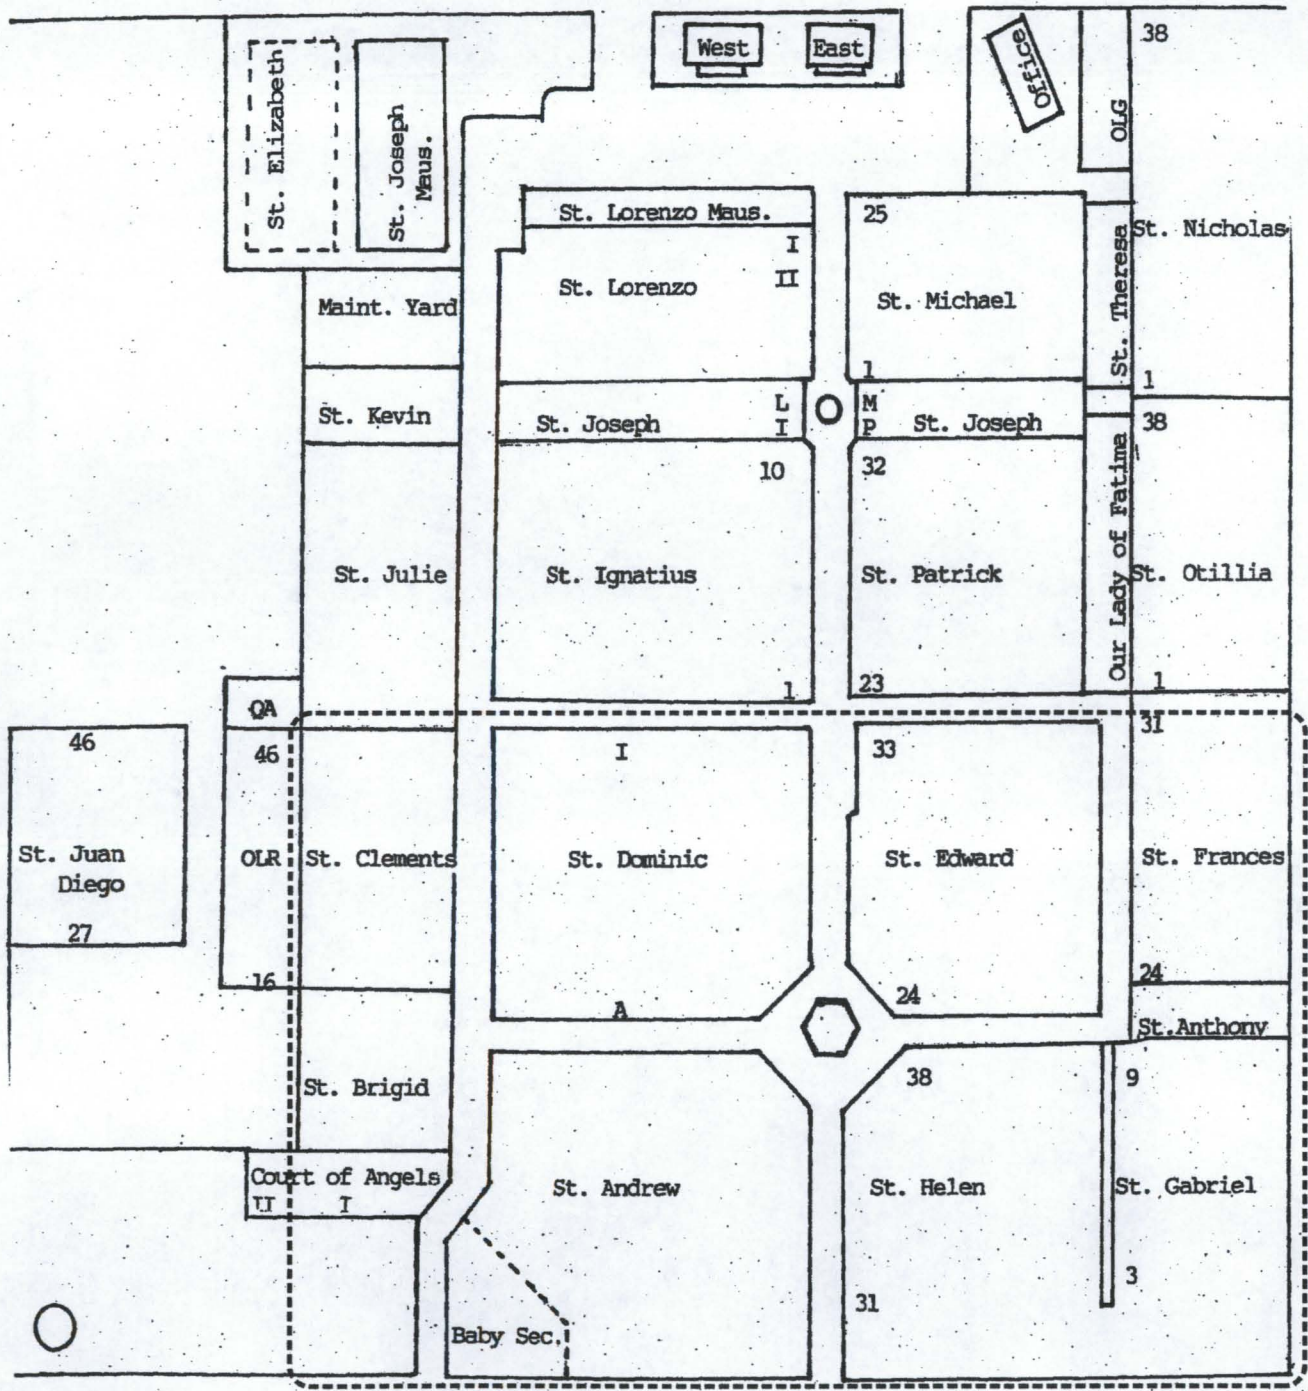 West
East
Office
38
St. Elizabeth
St. Joseph
Maus.
OLG
St. Lorenzo Maus.
25
St. Nicholas
I
II
St. Lorenzo
St. Michael
St. Theresa
Maint. Yard
1
1
St. Kevin
St. Joseph
L
I
M
P
St. Joseph
38
10
32
Our Lady of Fatima
St. Julie
St. Ignatius
St. Patrick
St. Otillia
1
23
1
QA
46
46
I
33
31
St. Juan
Diego
OLR
St. Clements
St. Dominic
St. Edward
St. Frances
27
16
A
24
24
St.Anthony
St. Brigid
38
9
Court of Angels
II
I
St. Andrew
St. Helen
St. Gabriel
3
31
Baby Sec.